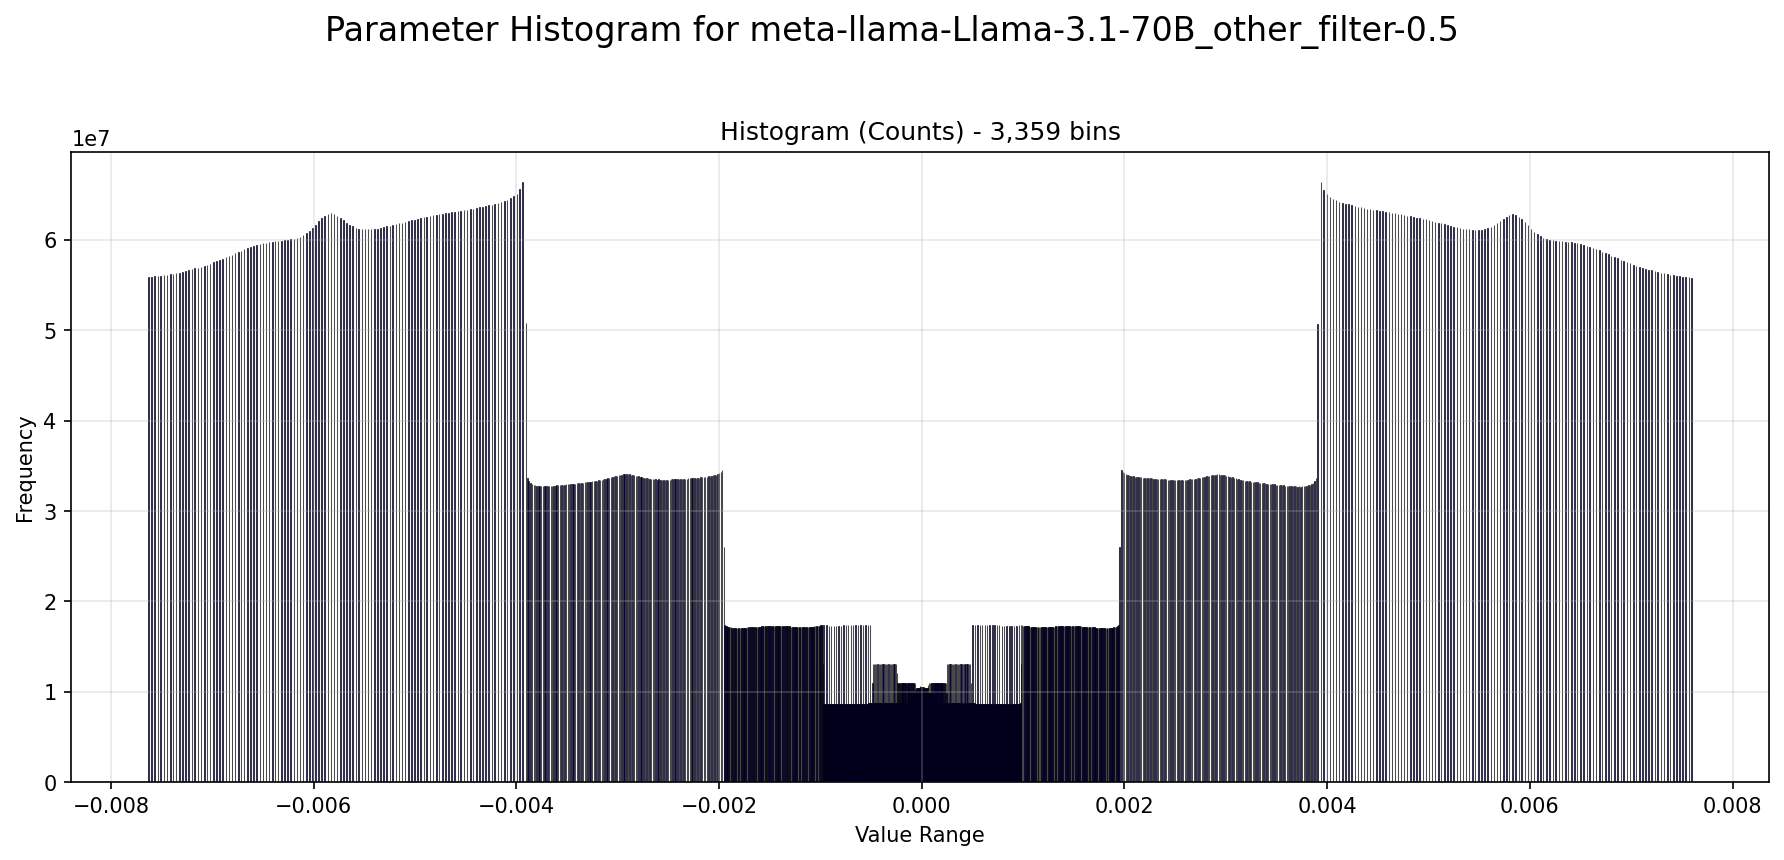 Parameter Histogram for meta-llama-Llama-3.1-70B_other_filter-0.5
Histogram (Counts) - 3,359 bins
1e7
6
5
4
3
2
1
0
Frequency
−0.008 −0.006 −0.004 −0.002 0.000 0.002 0.004 0.006 0.008
Value Range